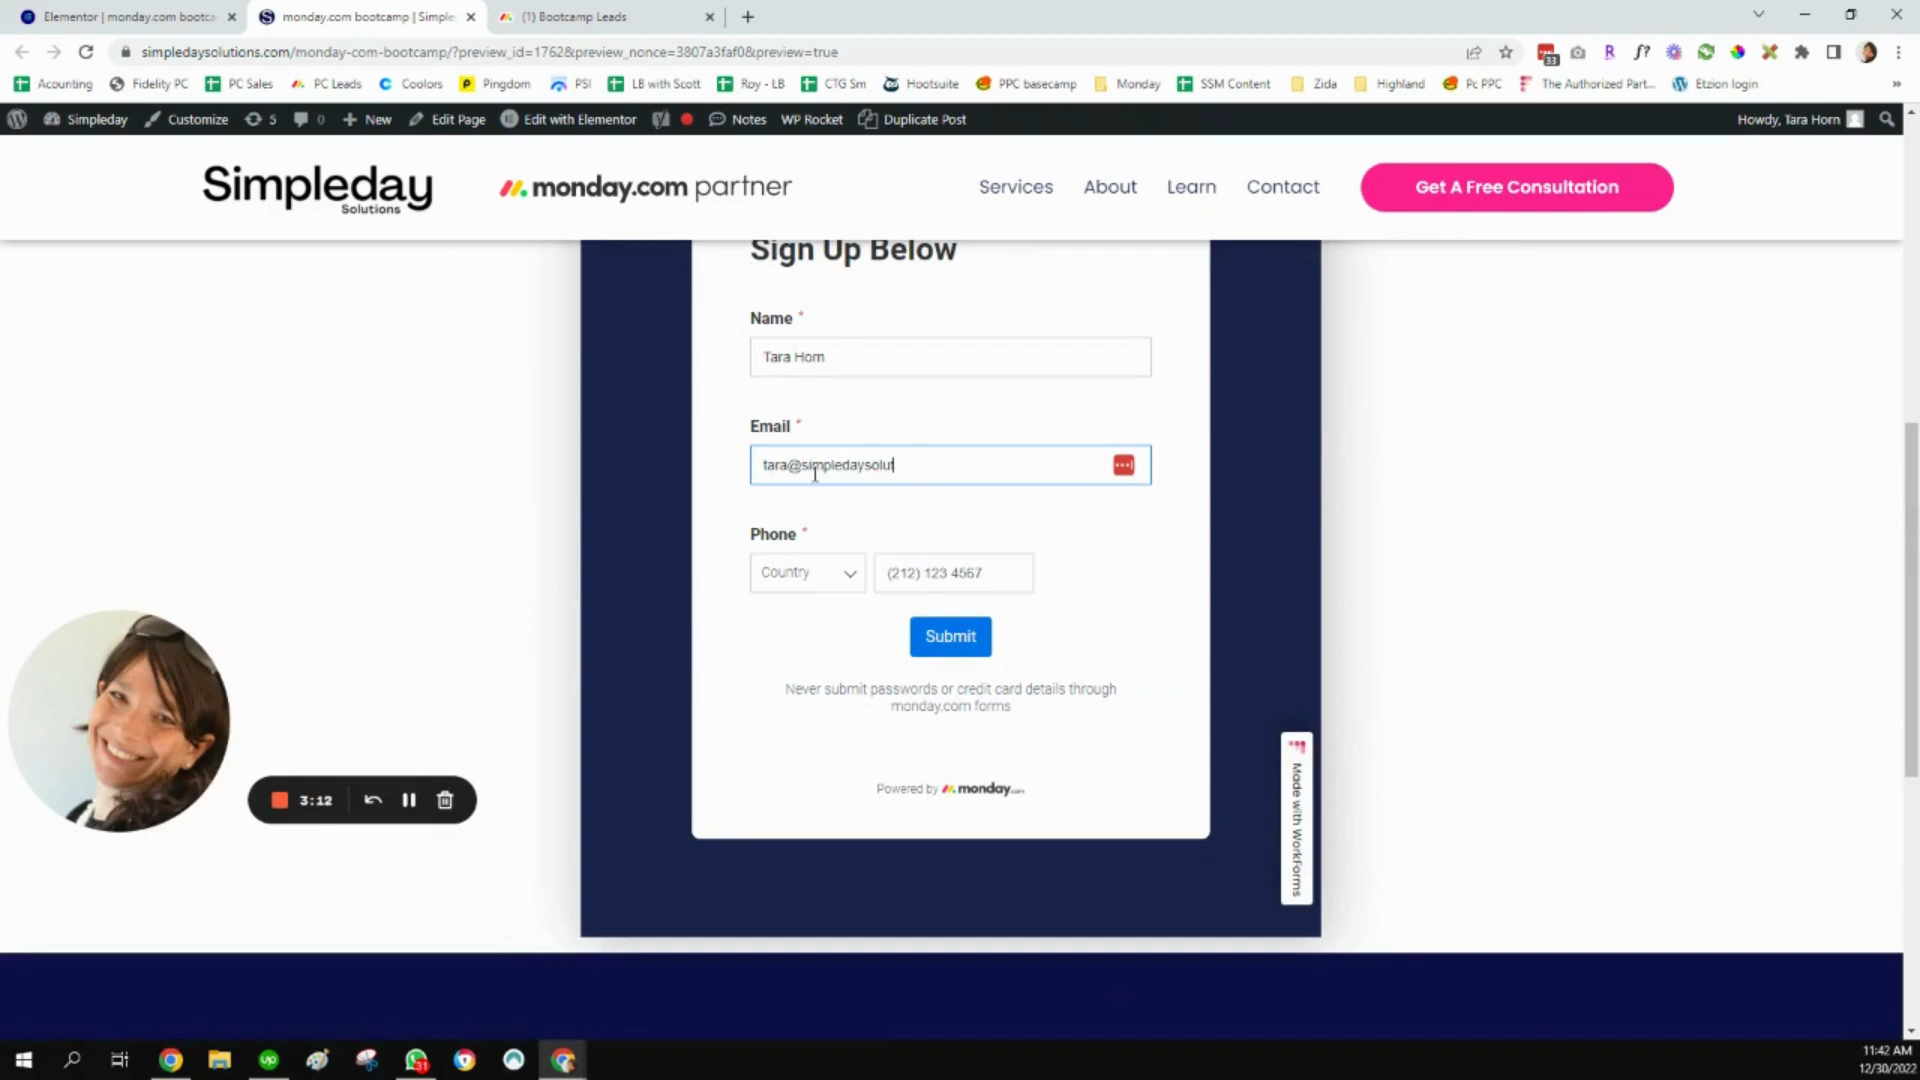 Elementor | monday.com bootca
monday.com bootcamp | Simple
(1) Bootcamp Leads
simpledaysolutions.com/monday-com-bootcamp/?preview_id=1762&preview_nonce=3807a3faf0&preview=true
33
Acounting
Fidelity PC
PC Sales
PC Leads
Coolors
Pingdom
PSI
LB with Scott
Roy - LB
CTG Sm
Hootsuite
PPC basecamp
Monday
SSM Content
Zida
Highland
Pc PPC
The Authorized Part...
Etzion login
»
Simpleday
Customize
5
0
New
Edit Page
Edit with Elementor
Notes
WP Rocket
Duplicate Post
Howdy, Tara Horn
Simpleday
Solutions
monday.com partner
Services
About
Learn
Contact
Get A Free Consultation
Sign Up Below
Name *
Tara Horn
Email *
tara@simpledaysolut
Phone *
Country
(212) 123 4567
Submit
Never submit passwords or credit card details through
monday.com forms
Powered by monday.com
Made with WorkForms
3:12
31
11:42 AM
12/30/2022